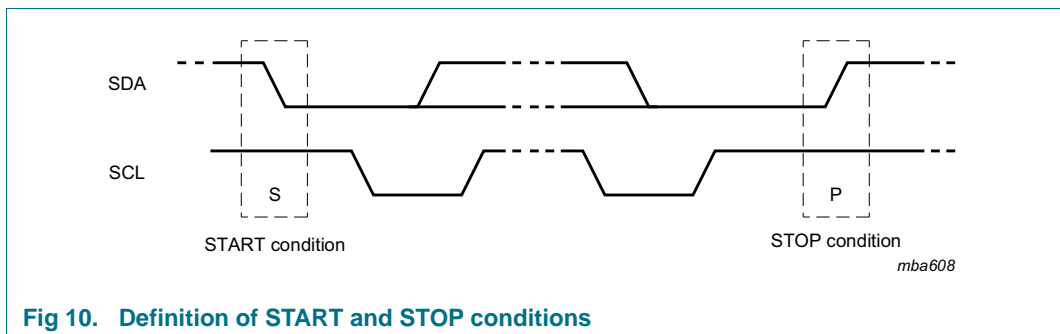 SDA
SCL
S
P
START condition
STOP condition
mba608
Fig 10. Definition of START and STOP conditions